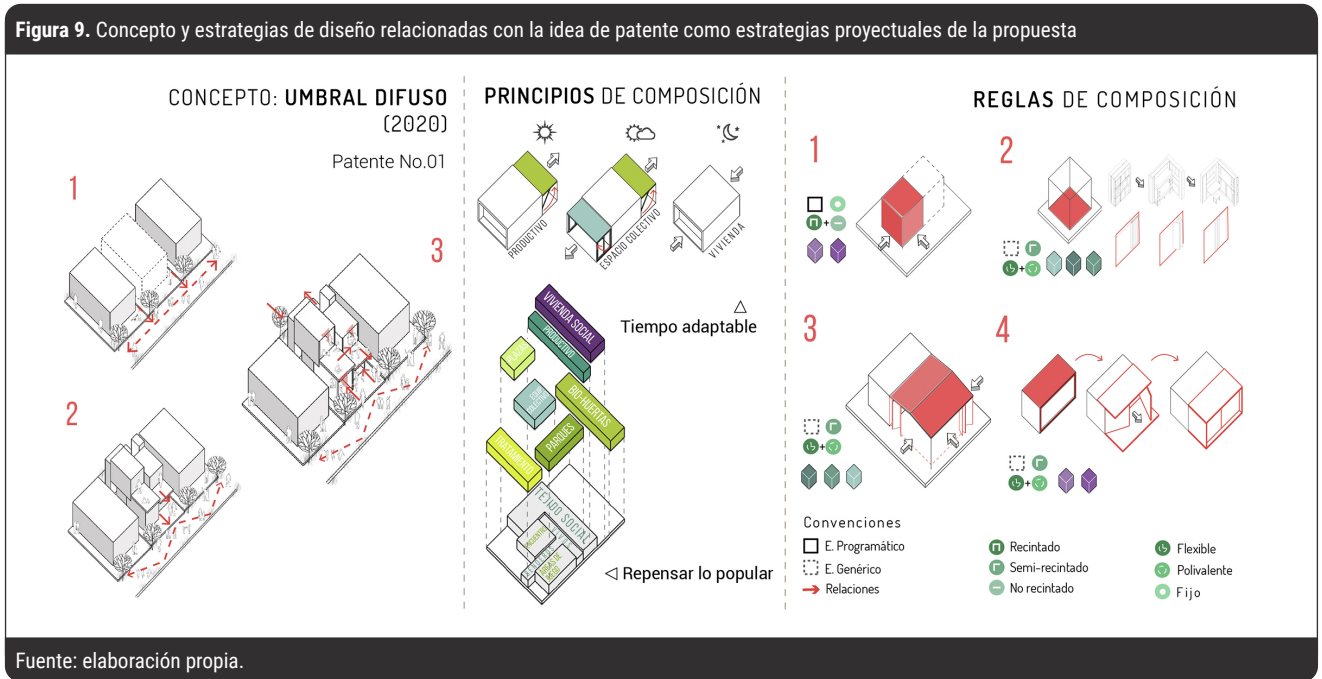 Figura 9. Concepto y estrategias de diseño relacionadas con la idea de patente como estrategias proyectuales de la propuesta
CONCEPTO: UMBRAL DIFUSO
(2020)
Patente No.01
1
2
3
PRINCIPIOS DE COMPOSICIÓN
PRODUCTIVO
ESPACIO COLECTIVO
VIVIENDA
Tiempo adaptable
VIVIENDA SOCIAL
PRODUCTIVO
BIO-HUERTAS
PARQUES
TEJIDO SOCIAL
Repensar lo popular
REGLAS DE COMPOSICIÓN
1
2
3
4
Convenciones
E. Programático
E. Genérico
Relaciones
Recintado
Semi-recintado
No recintado
Flexible
Polivalente
Fijo
Fuente: elaboración propia.